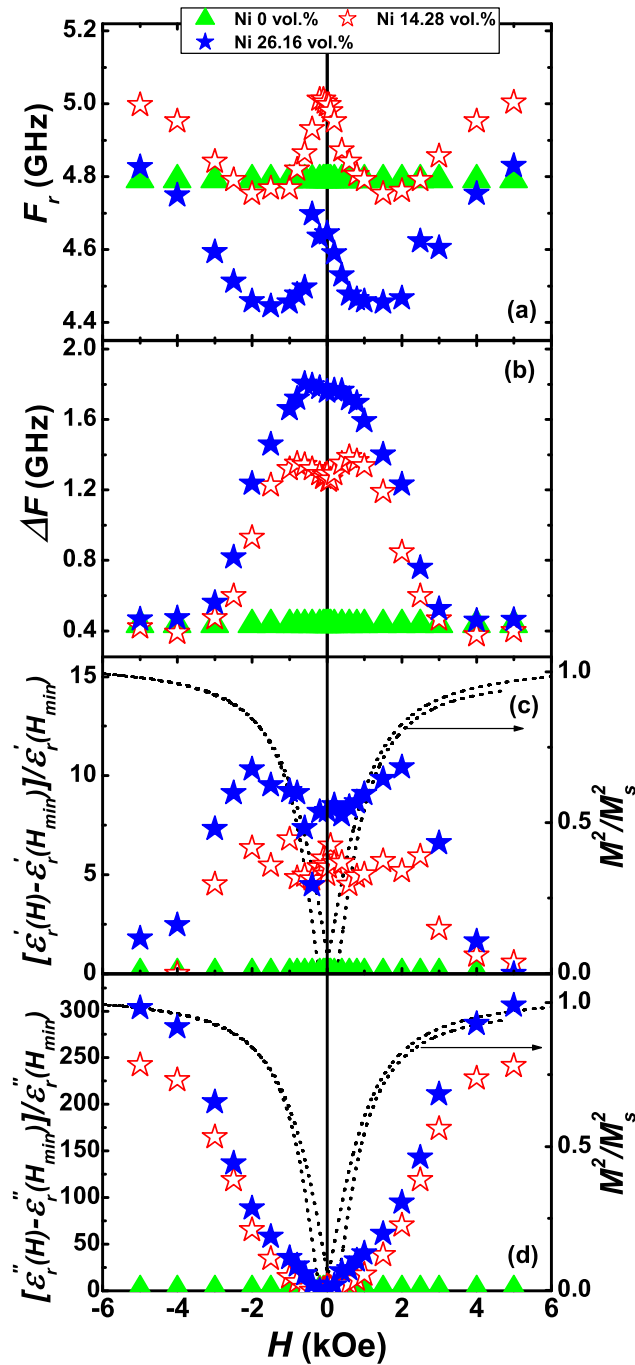 Ni 0 vol.% Ni 14.28 vol.%
Ni 26.16 vol.%
5.2
5.0
4.8
4.6
4.4
F_r (GHz)
(a)
2.0
1.6
1.2
0.8
0.4
ΔF (GHz)
(b)
15
10
5
0
[ε'_r(H)-ε'_r(H_min)]/ε'_r(H_min)
(c)
1.0
0.5
0.0
M²/M²_s
300
250
200
150
100
50
0
[ε''_r(H)-ε''_r(H_min)]/ε''_r(H_min)
(d)
1.0
0.5
0.0
M²/M²_s
-6 -4 -2 0 2 4 6
H (kOe)